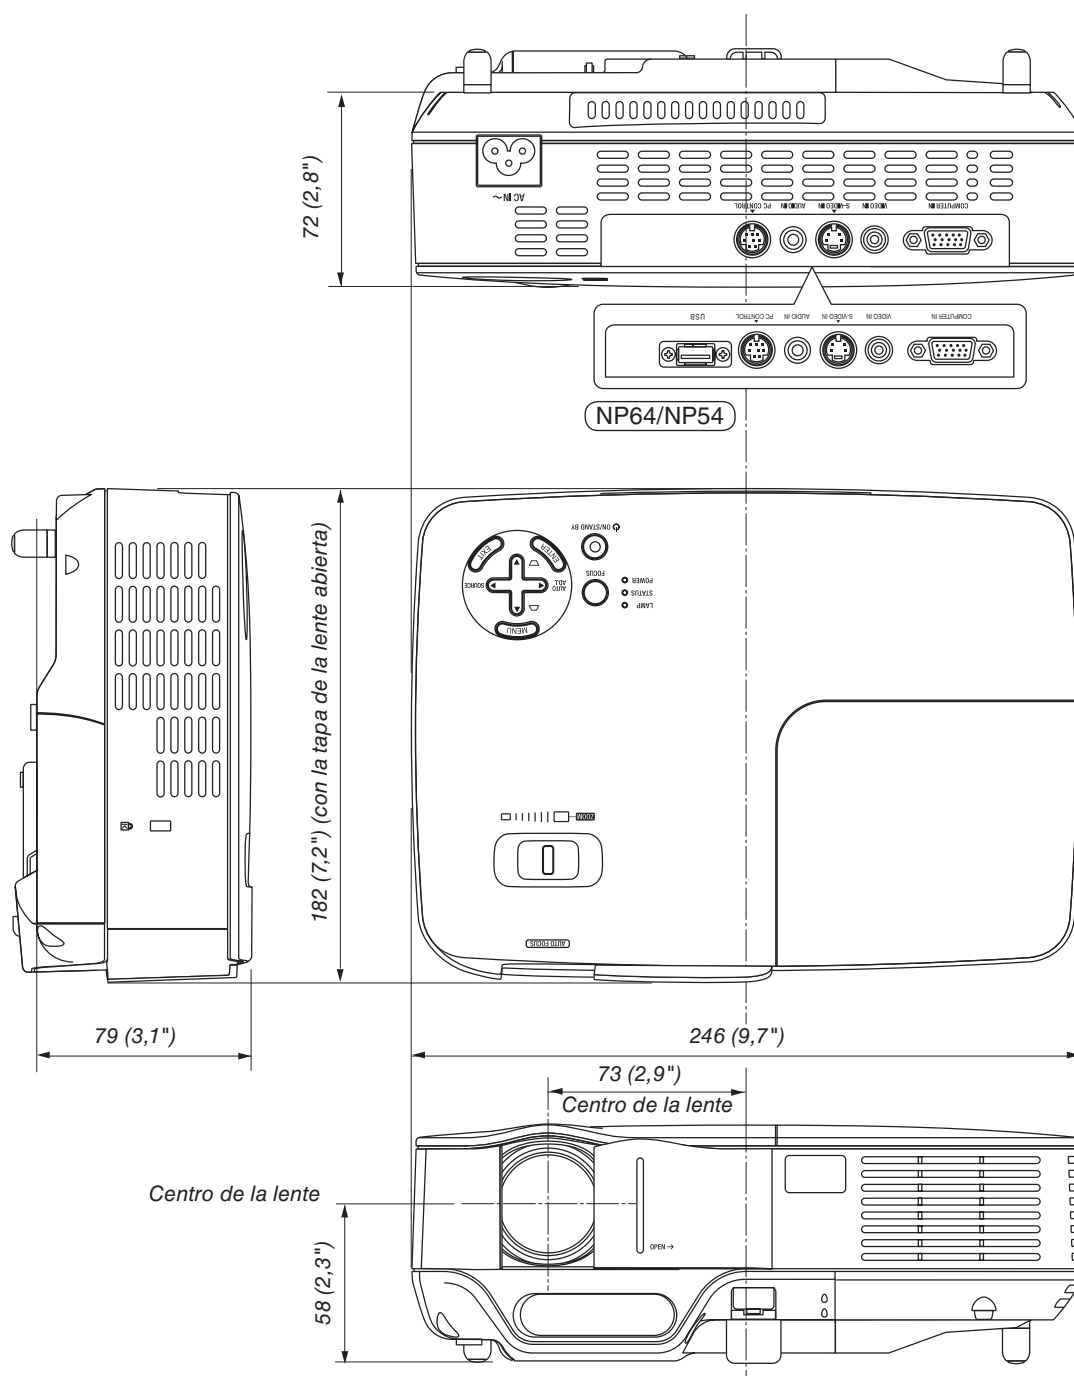 72 (2,8")
AC IN ~
PC CONTROL
AUDIO IN
S-VIDEO IN
VIDEO IN
COMPUTER IN
USB
PC CONTROL
AUDIO IN
S-VIDEO IN
VIDEO IN
COMPUTER IN
NP64/NP54
182 (7,2") (con la tapa de la lente abierta)
ON/STAND BY
EXIT
ENTER
SOURCE
AUTO ADJ.
MENU
FOCUS
POWER
STATUS
LAMP
ZOOM
AUTO FOCUS
79 (3,1")
246 (9,7")
73 (2,9")
Centro de la lente
Centro de la lente
58 (2,3")
OPEN →